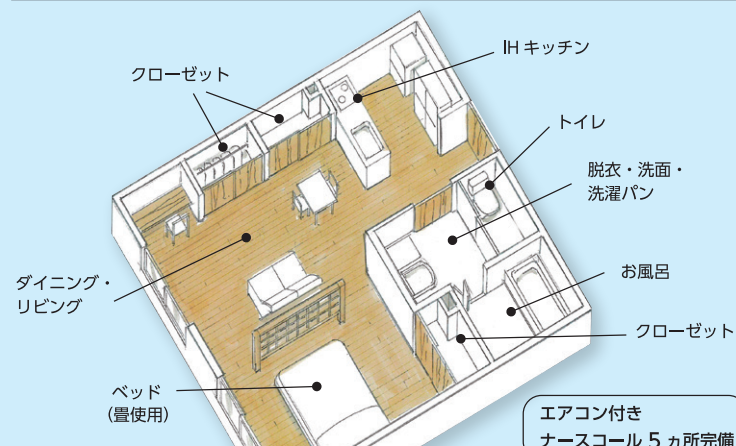 クローゼット
IHキッチン
トイレ
脱衣・洗面・
洗濯パン
ダイニング・
リビング
お風呂
クローゼット
ベッド
（畳使用）
エアコン付き
ナースコール 5 ヵ所完備